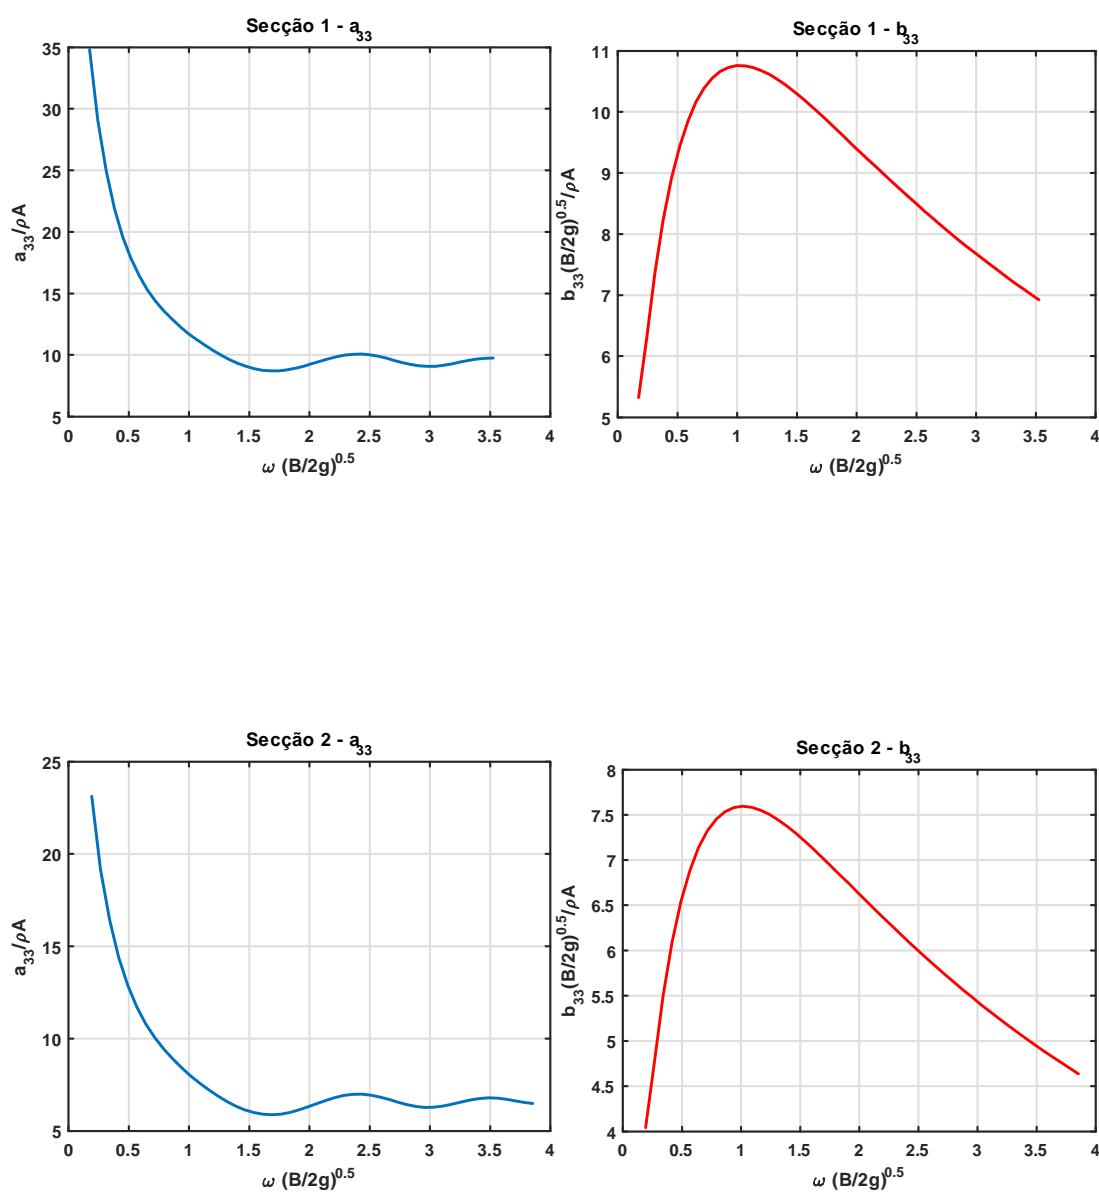 Secção 1 - a33
35
30
25
20
15
10
5
0 0.5 1 1.5 2 2.5 3 3.5 4
a33/ρA
ω (B/2g)0.5
Secção 1 - b33
11
10
9
8
7
6
5
0 0.5 1 1.5 2 2.5 3 3.5 4
b33(B/2g)0.5/ρA
ω (B/2g)0.5
Secção 2 - a33
25
20
15
10
5
0 0.5 1 1.5 2 2.5 3 3.5 4
a33/ρA
ω (B/2g)0.5
Secção 2 - b33
8
7.5
7
6.5
6
5.5
5
4.5
4
0 0.5 1 1.5 2 2.5 3 3.5 4
b33(B/2g)0.5/ρA
ω (B/2g)0.5